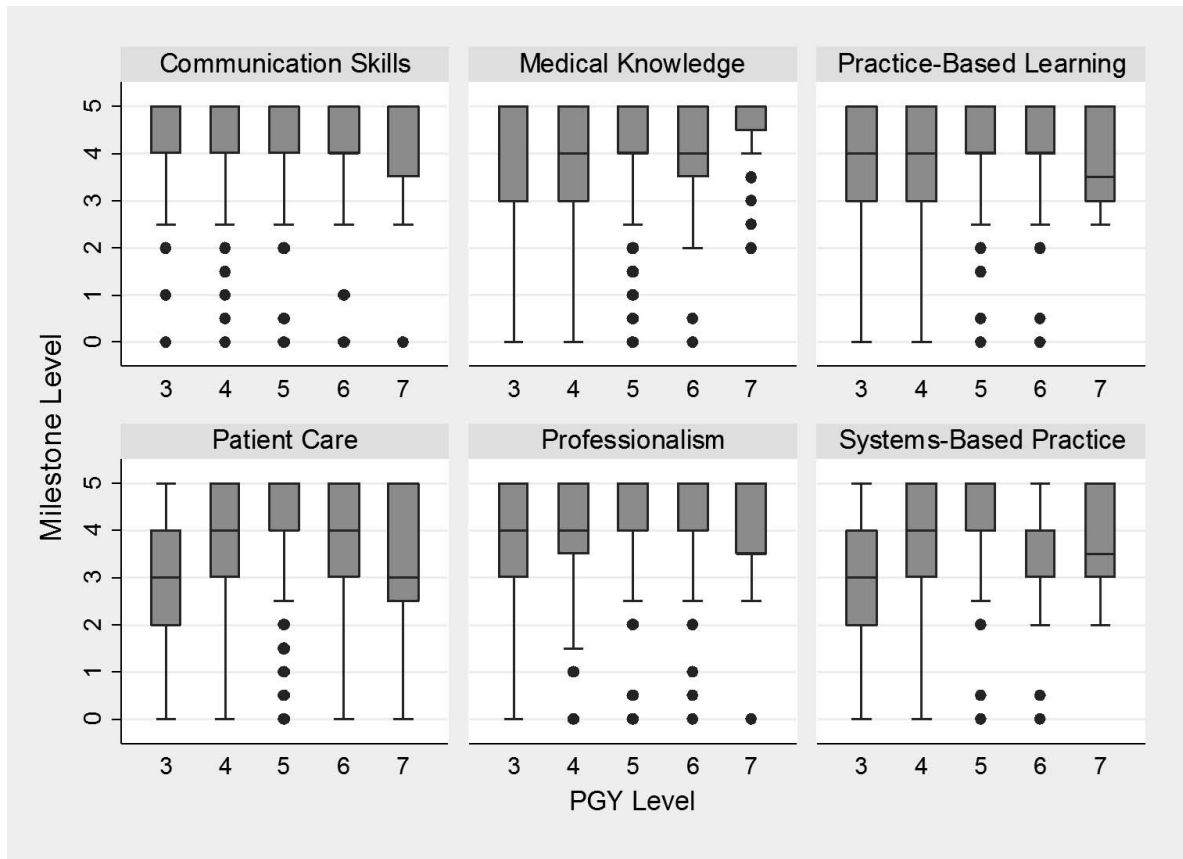 Communication Skills
Medical Knowledge
Practice-Based Learning
5
4
3
2
1
0
3 4 5 6 7
3 4 5 6 7
3 4 5 6 7
Milestone Level
Patient Care
Professionalism
Systems-Based Practice
5
4
3
2
1
0
3 4 5 6 7
3 4 5 6 7
3 4 5 6 7
PGY Level